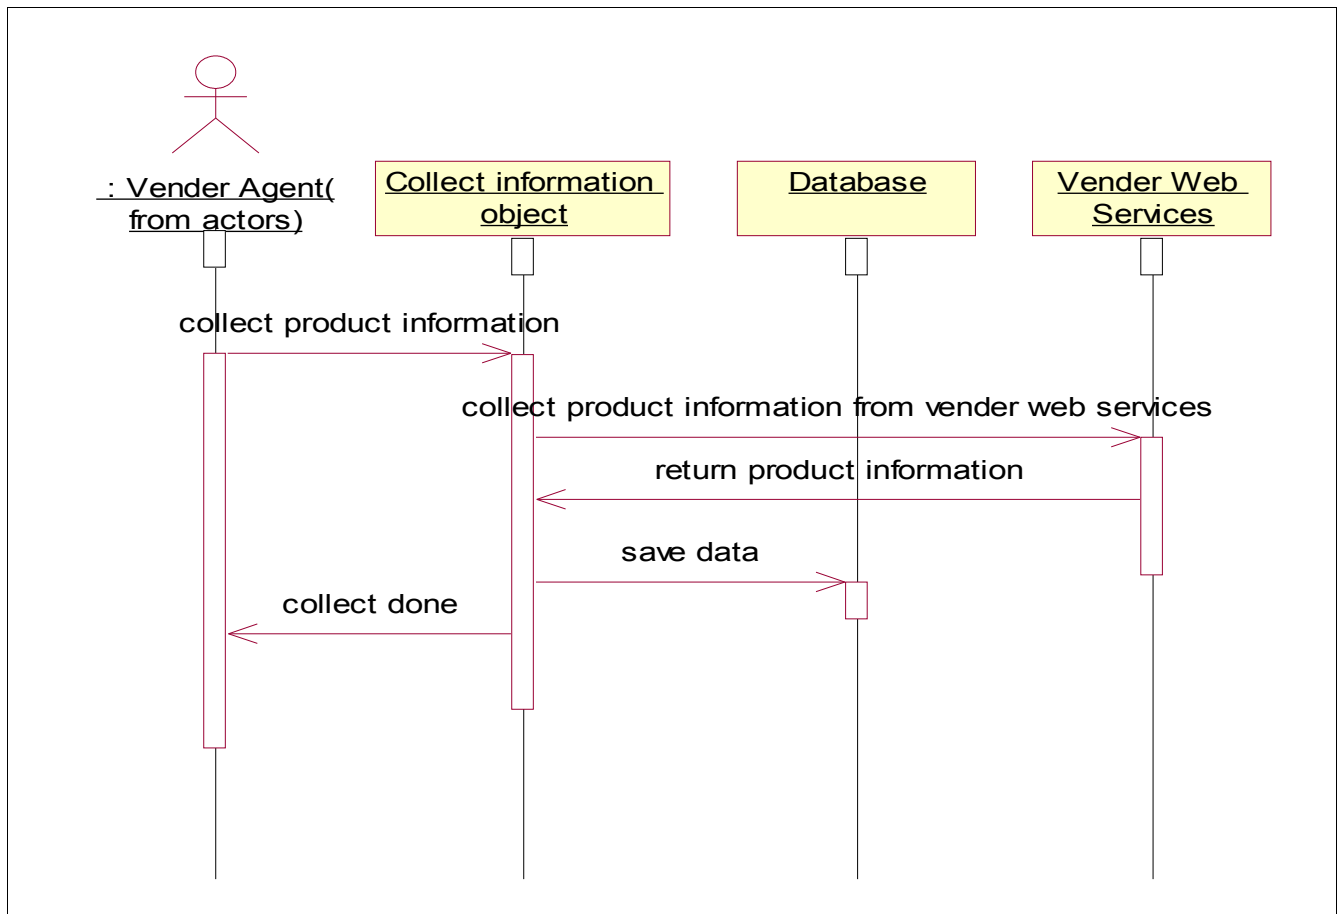 : Vender Agent(
from actors)
Collect information
object
Database
Vender Web
Services
collect product information
collect product information from vender web services
return product information
save data
collect done